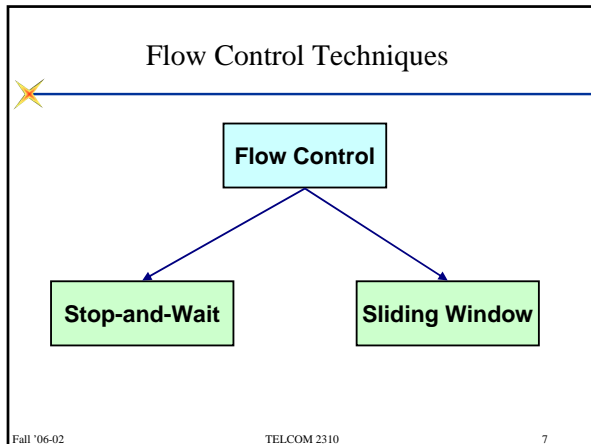 Flow Control Techniques
Flow Control
Stop-and-Wait
Sliding Window
Fall '06-02
TELCOM 2310
7